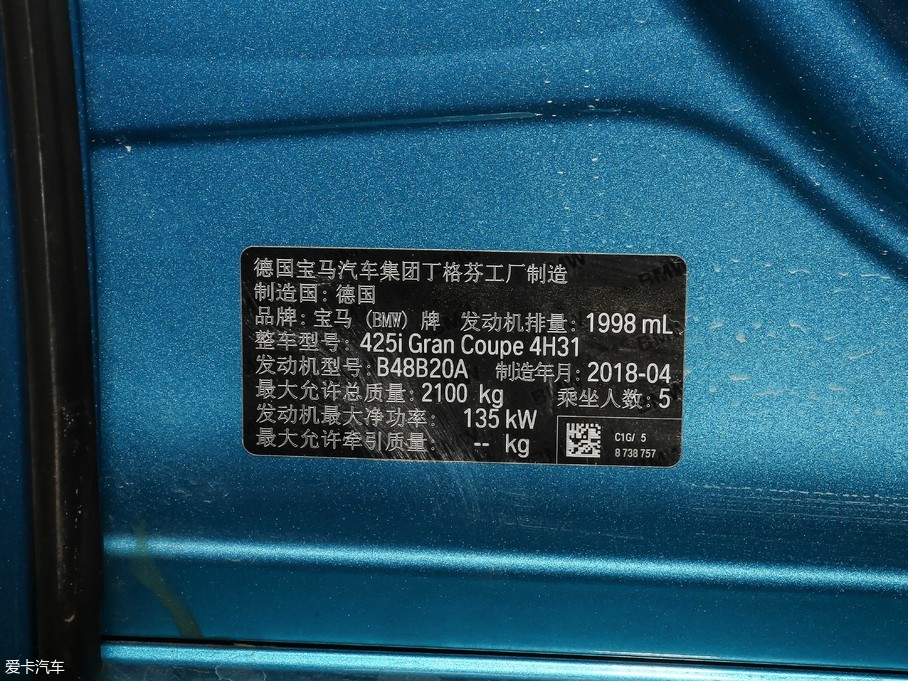 德国宝马汽车集团丁格芬工厂制造
制造国：德国
品牌：宝马（BMW）牌 发动机排量：1998 mL
整车型号：425i Gran Coupe 4H31
发动机型号：B48B20A 制造年月：2018-04
最大允许总质量：2100 kg 乘坐人数：5
发动机最大净功率： 135 kW
最大允许牵引质量： -- kg
C1G/ 5
8 738 757
爱卡汽车